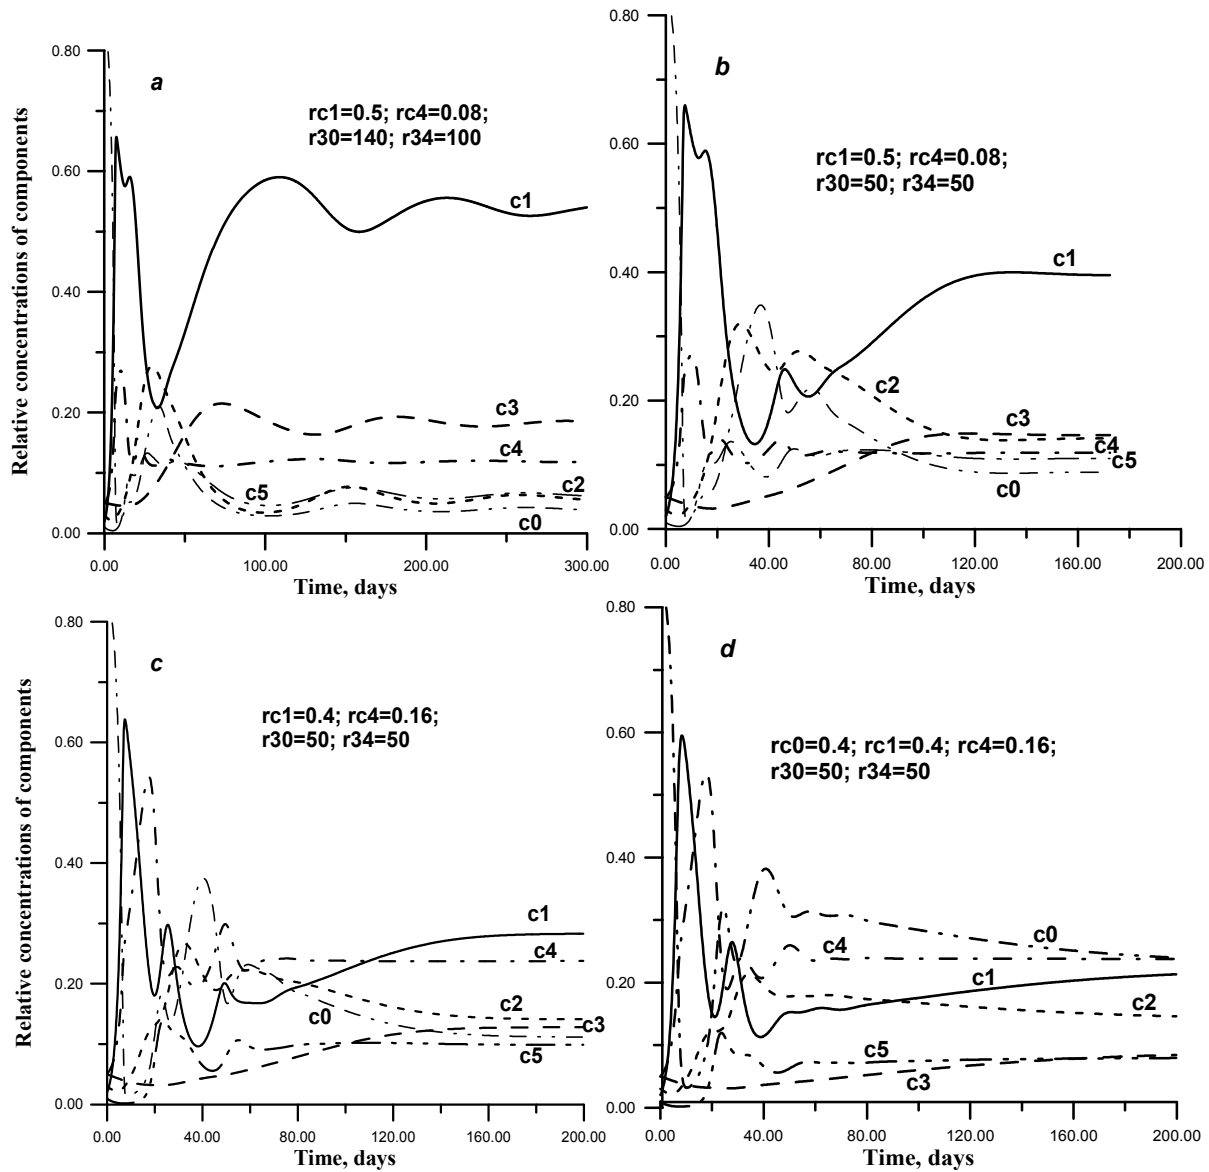 a
rc1=0.5; rc4=0.08;
r30=140; r34=100
0.80
0.60
0.40
0.20
0.00
Relative concentrations of components
c1
c3
c4
c5
c2
c0
0.00
100.00
200.00
300.00
Time, days
b
rc1=0.5; rc4=0.08;
r30=50; r34=50
0.80
0.60
0.40
0.20
0.00
c1
c2
c3
c4
c5
c0
0.00
40.00
80.00
120.00
160.00
200.00
Time, days
c
rc1=0.4; rc4=0.16;
r30=50; r34=50
0.80
0.60
0.40
0.20
0.00
Relative concentrations of components
c1
c4
c0
c2
c3
c5
0.00
40.00
80.00
120.00
160.00
200.00
Time, days
d
rc0=0.4; rc1=0.4; rc4=0.16;
r30=50; r34=50
0.80
0.60
0.40
0.20
0.00
c0
c4
c1
c2
c5
c3
0.00
40.00
80.00
120.00
160.00
200.00
Time, days